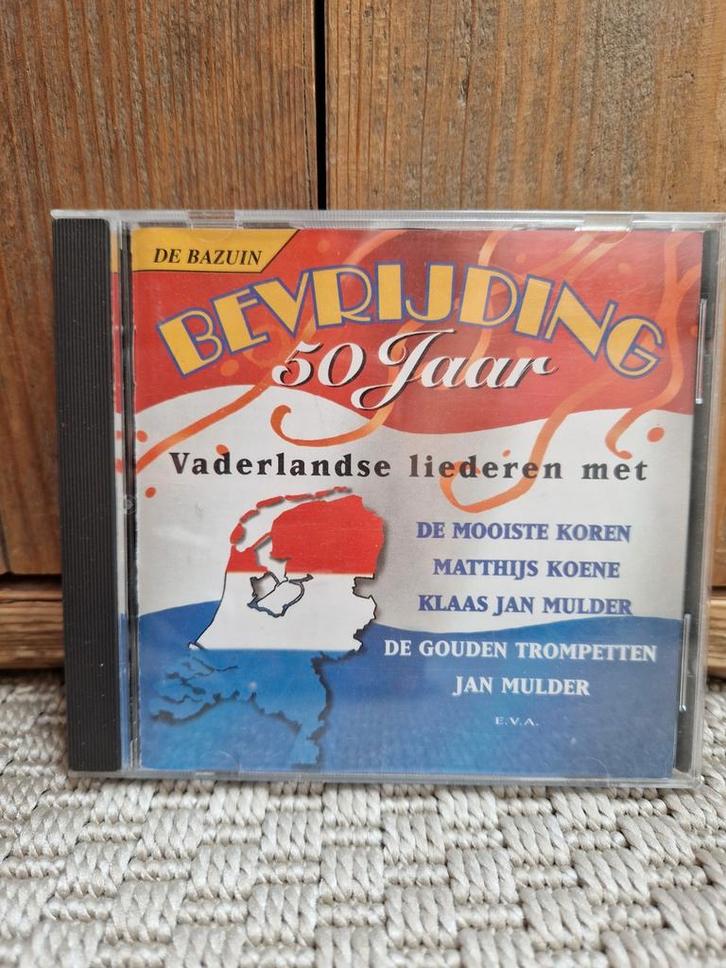 DE BAZUIN
BEVRIJDING
50 Jaar
Vaderlandse liederen met
DE MOOISTE KOREN
MATTHIJS KOENE
KLAAS JAN MULDER
DE GOUDEN TROMPETTEN
JAN MULDER
E.V.A.